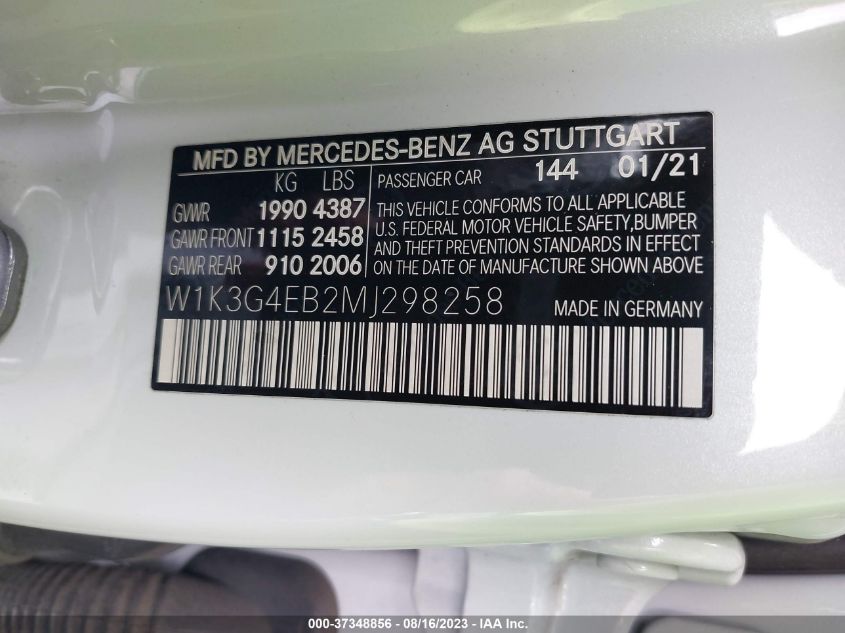 MFD BY MERCEDES-BENZ AG STUTTGART
KG LBS PASSENGER CAR 144 01/21
GVWR 1990 4387 THIS VEHICLE CONFORMS TO ALL APPLICABLE
GAWR FRONT 1115 2458 U.S. FEDERAL MOTOR VEHICLE SAFETY,BUMPER
GAWR REAR 910 2006 AND THEFT PREVENTION STANDARDS IN EFFECT
ON THE DATE OF MANUFACTURE SHOWN ABOVE
W1K3G4EB2MJ298258 MADE IN GERMANY
000-37348856 - 08/16/2023 - © IAA Inc.